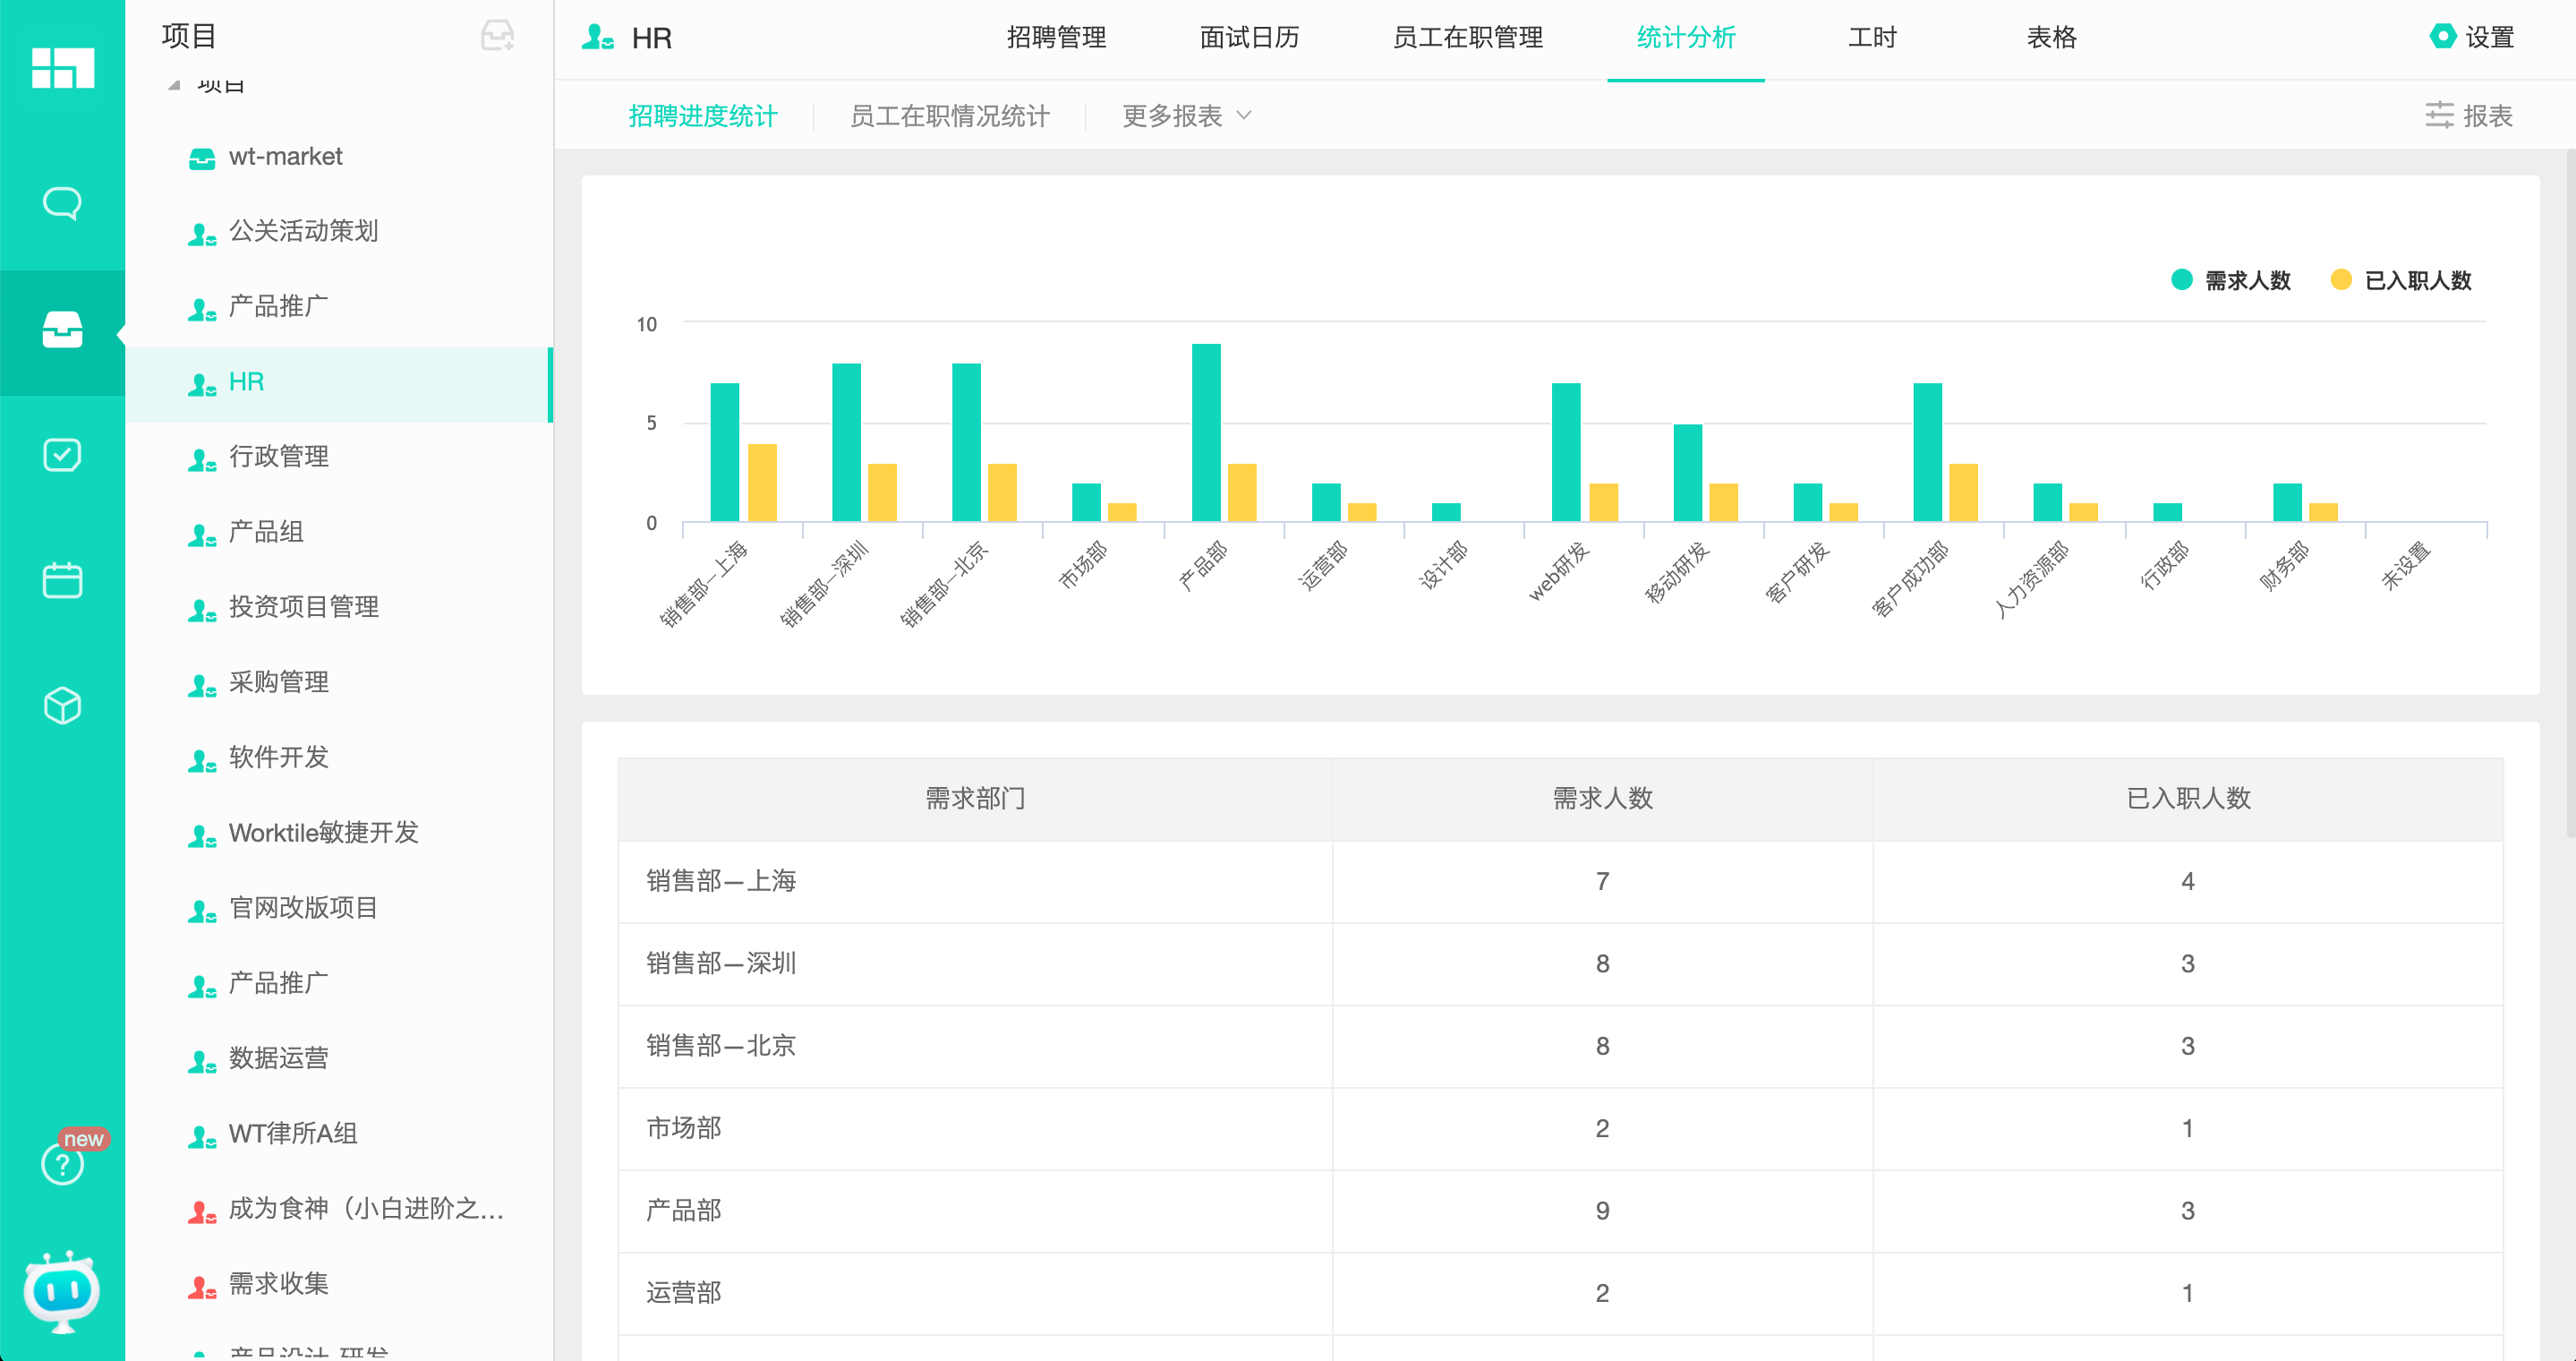 项目
项目
wt-market
公关活动策划
产品推广
HR
行政管理
产品组
投资项目管理
采购管理
软件开发
Worktile敏捷开发
官网改版项目
产品推广
数据运营
WT律所A组
成为食神（小白进阶之...
需求收集
产品设计-研发
new
?
HR
招聘管理 面试日历 员工在职管理 统计分析 工时 表格
设置
招聘进度统计 员工在职情况统计 更多报表
报表
需求人数 已入职人数
10
5
0
销售部—上海
销售部—深圳
销售部—北京
市场部
产品部
运营部
设计部
web研发
移动研发
客户研发
客户成功部
人力资源部
行政部
财务部
未设置
需求部门 需求人数 已入职人数
销售部—上海 7 4
销售部—深圳 8 3
销售部—北京 8 3
市场部 2 1
产品部 9 3
运营部 2 1